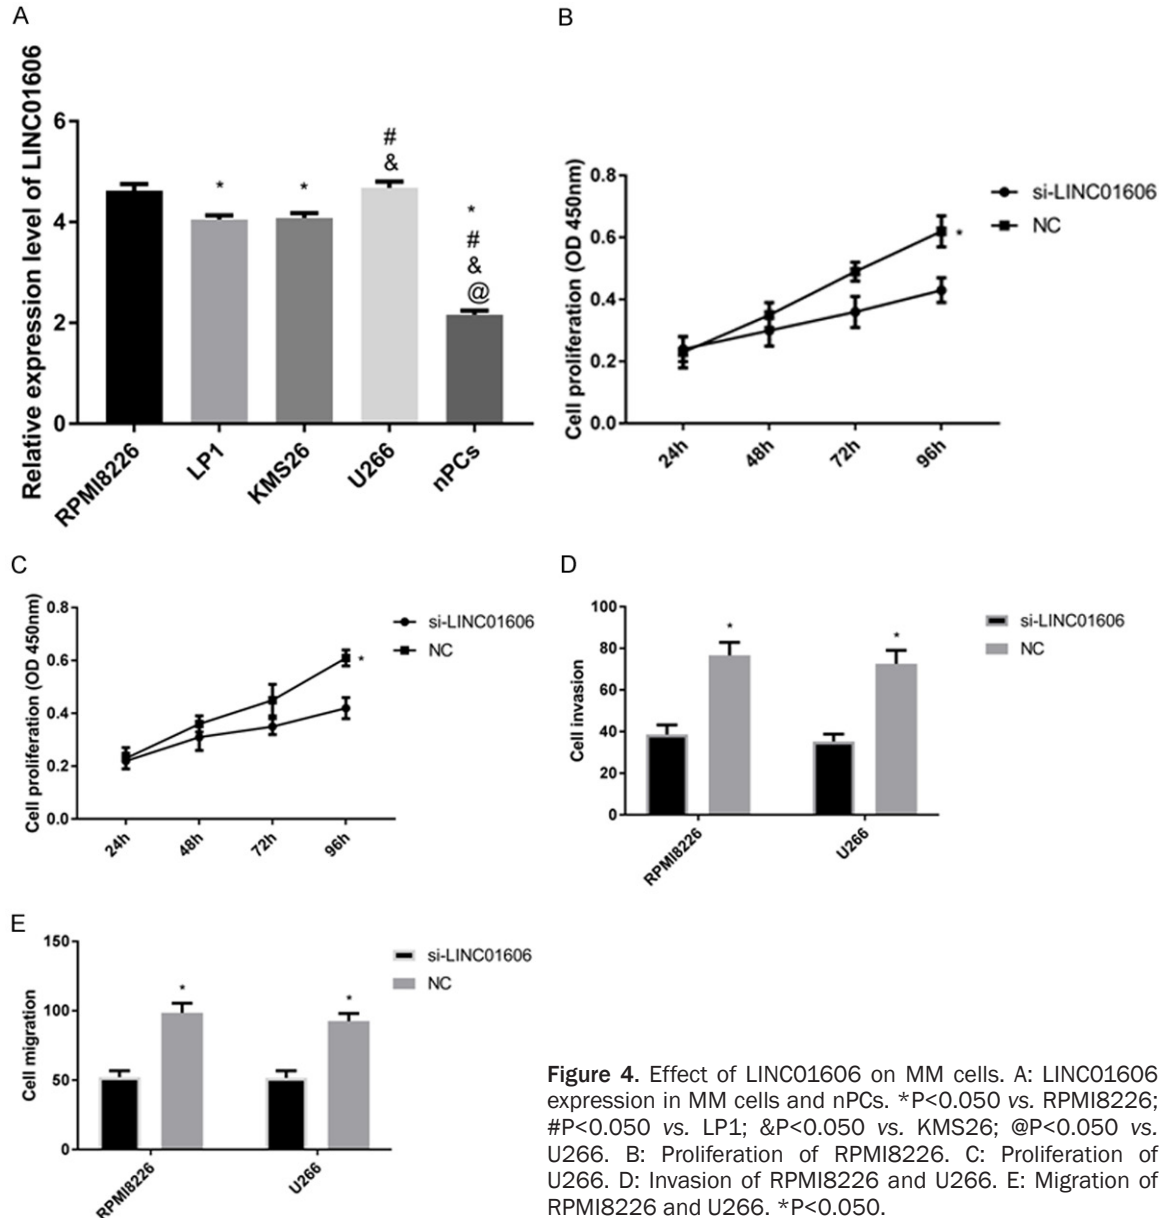 A
Relative expression level of LINC01606
6
4
2
0
*
*
#
&
*
#
&
@
RPMI8226
LP1
KMS26
U266
nPCs
B
Cell proliferation (OD 450nm)
0.8
0.6
0.4
0.2
0.0
*
24h
48h
72h
96h
si-LINC01606
NC
C
Cell proliferation (OD 450nm)
0.8
0.6
0.4
0.2
0.0
*
24h
48h
72h
96h
si-LINC01606
NC
D
Cell invasion
100
80
60
40
20
0
*
*
RPMI8226
U266
si-LINC01606
NC
E
Cell migration
150
100
50
0
*
*
RPMI8226
U266
si-LINC01606
NC
Figure 4. Effect of LINC01606 on MM cells. A: LINC01606
expression in MM cells and nPCs. *P<0.050 vs. RPMI8226;
#P<0.050 vs. LP1; &P<0.050 vs. KMS26; @P<0.050 vs.
U266. B: Proliferation of RPMI8226. C: Proliferation of
U266. D: Invasion of RPMI8226 and U266. E: Migration of
RPMI8226 and U266. *P<0.050.